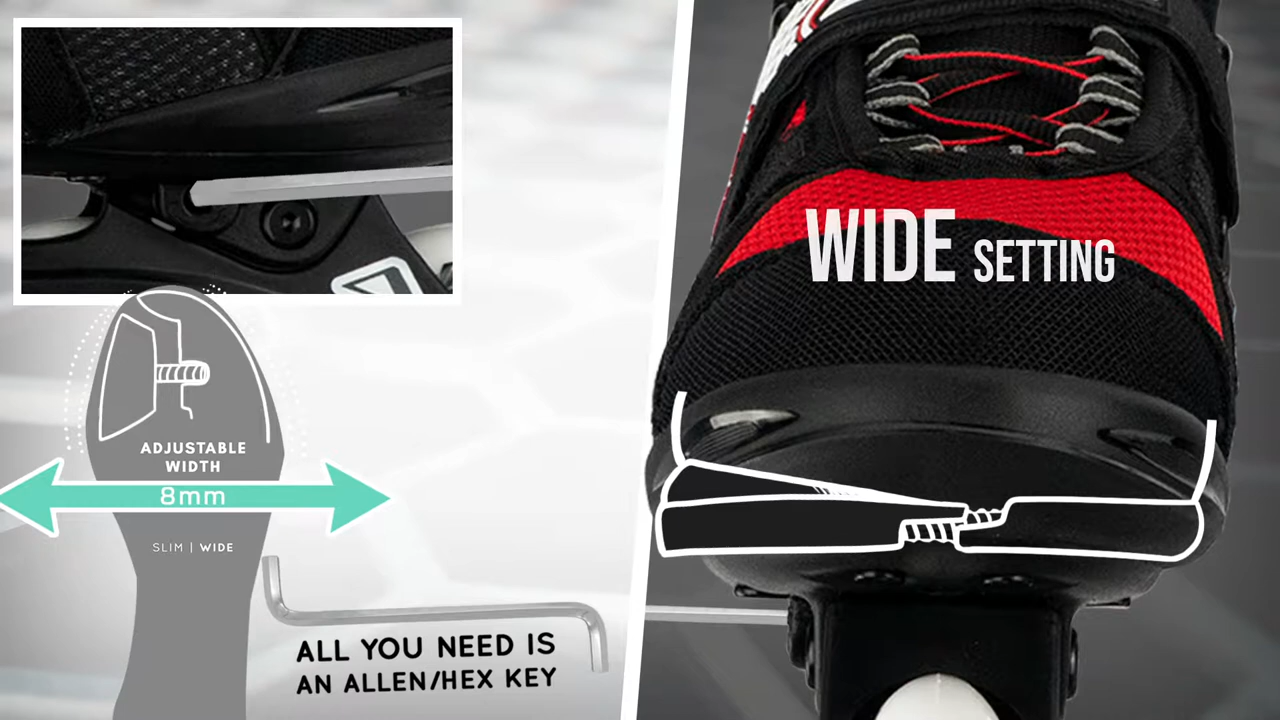 ADJUSTABLE
WIDTH
8mm
SLIM | WIDE
ALL YOU NEED IS
AN ALLEN/HEX KEY
WIDE SETTING